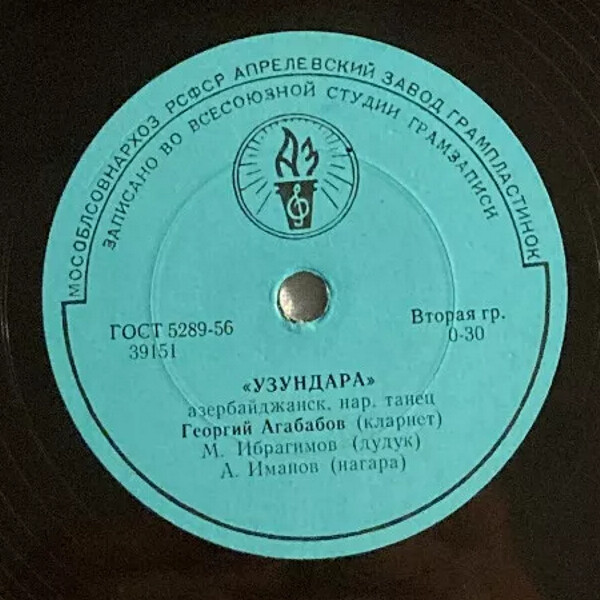 МОСОБЛСОВНАРХОЗ РСФСР АПРЕЛЕВСКИЙ ЗАВОД ГРАМПЛАСТИНОК
ЗАПИСАНО ВО ВСЕСОЮЗНОЙ СТУДИИ ГРАМЗАПИСИ
АЗ
ГОСТ 5289-56
39151
Вторая гр.
0-30
«УЗУНДАРА»
азербайджанск. нар. танец
Георгий Агабабов (кларнет)
М. Ибрагимов (дудук)
А. Иманов (нагара)